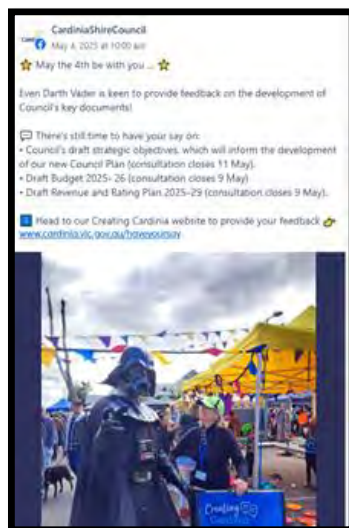 CardiniaShireCouncil
May 4, 2025 at 10:00 am
May the 4th be with you ...
Even Darth Vader is keen to provide feedback on the development of
Council's key documents!
There's still time to have your say on:
• Council's draft strategic objectives, which will inform the development
of our new Council Plan (consultation closes 11 May).
• Draft Budget 2025- 26 (consultation closes 9 May)
• Draft Revenue and Rating Plan 2025-29 (consultation closes 9 May).
Head to our Creating Cardinia website to provide your feedback
www.cardinia.vic.gov.au/haveyoursay
Creating
Cardinia